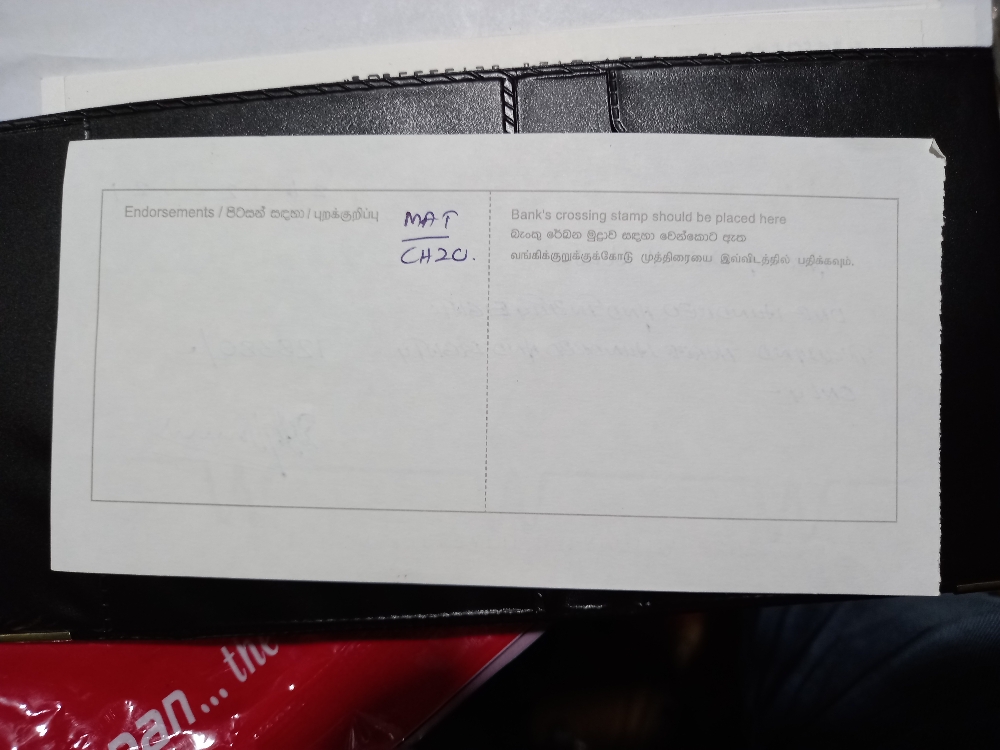 Endorsements / පිටසන් සඳහා / புறக்குறிப்பு
MAT
CH20.
Bank's crossing stamp should be placed here
බැංකු රේඛන මුද්‍රාව සඳහා වෙන්කොට ඇත
வங்கிக்குறுக்குக்கோடு முத்திரையை இவ்விடத்தில் பதிக்கவும்.
... the